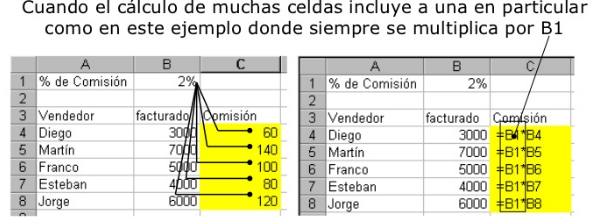 Cuando el cálculo de muchas celdas incluye a una en particular
como en este ejemplo donde siempre se multiplica por B1
A B C
1 % de Comisión 2%
2
3 Vendedor facturado Comisión
4 Diego 3000 60
5 Martín 7000 140
6 Franco 5000 100
7 Esteban 4000 80
8 Jorge 6000 120
A B C
1 % de Comisión 2%
2
3 Vendedor facturado Comisión
4 Diego 3000 =B1*B4
5 Martín 7000 =B1*B5
6 Franco 5000 =B1*B6
7 Esteban 4000 =B1*B7
8 Jorge 6000 =B1*B8